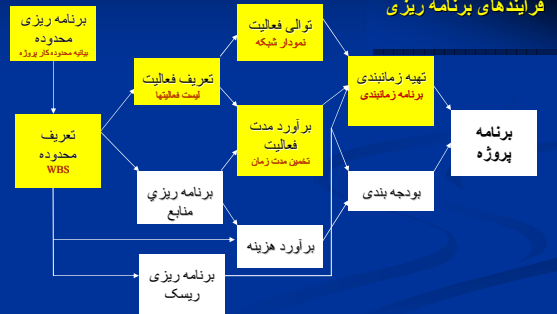 فرآیندهای برنامه ریزی
برنامه ریزی
محدوده
بیانیه محدوده کار پروژه
توالی فعالیت
نمودار شبکه
تعریف فعالیت
لیست فعالیتها
تهیه زمانبندی
برنامه زمانبندی
تعریف
محدوده
WBS
برآورد مدت
فعالیت
تخمین مدت زمان
برنامه
پروژه
برنامه ريزي
منابع
بودجه بندی
برآورد هزینه
برنامه ریزی
ریسک